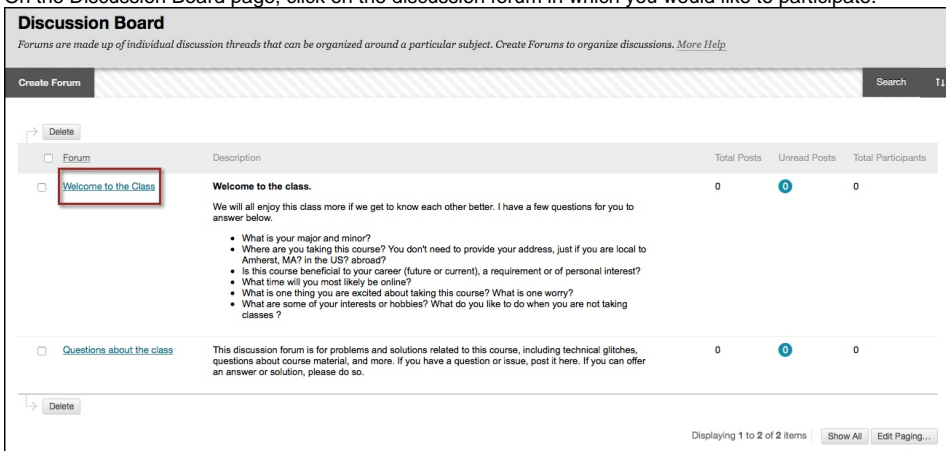 On the Discussion Board page, click on the discussion forum in which you would like to participate.
Discussion Board
Forums are made up of individual discussion threads that can be organized around a particular subject. Create Forums to organize discussions. More Help
Create Forum
Search
Delete
Forum Description Total Posts Unread Posts Total Participants
Welcome to the Class Welcome to the class. 0 0 0
We will all enjoy this class more if we get to know each other better. I have a few questions for you to
answer below.
• What is your major and minor?
• Where are you taking this course? You don't need to provide your address, just if you are local to
Amherst, MA? in the US? abroad?
• Is this course beneficial to your career (future or current), a requirement or of personal interest?
• What time will you most likely be online?
• What is one thing you are excited about taking this course? What is one worry?
• What are some of your interests or hobbies? What do you like to do when you are not taking
classes ?
Questions about the class This discussion forum is for problems and solutions related to this course, including technical glitches, 0 0 0
questions about course material, and more. If you have a question or issue, post it here. If you can offer
an answer or solution, please do so.
Delete
Displaying 1 to 2 of 2 items Show All Edit Paging...